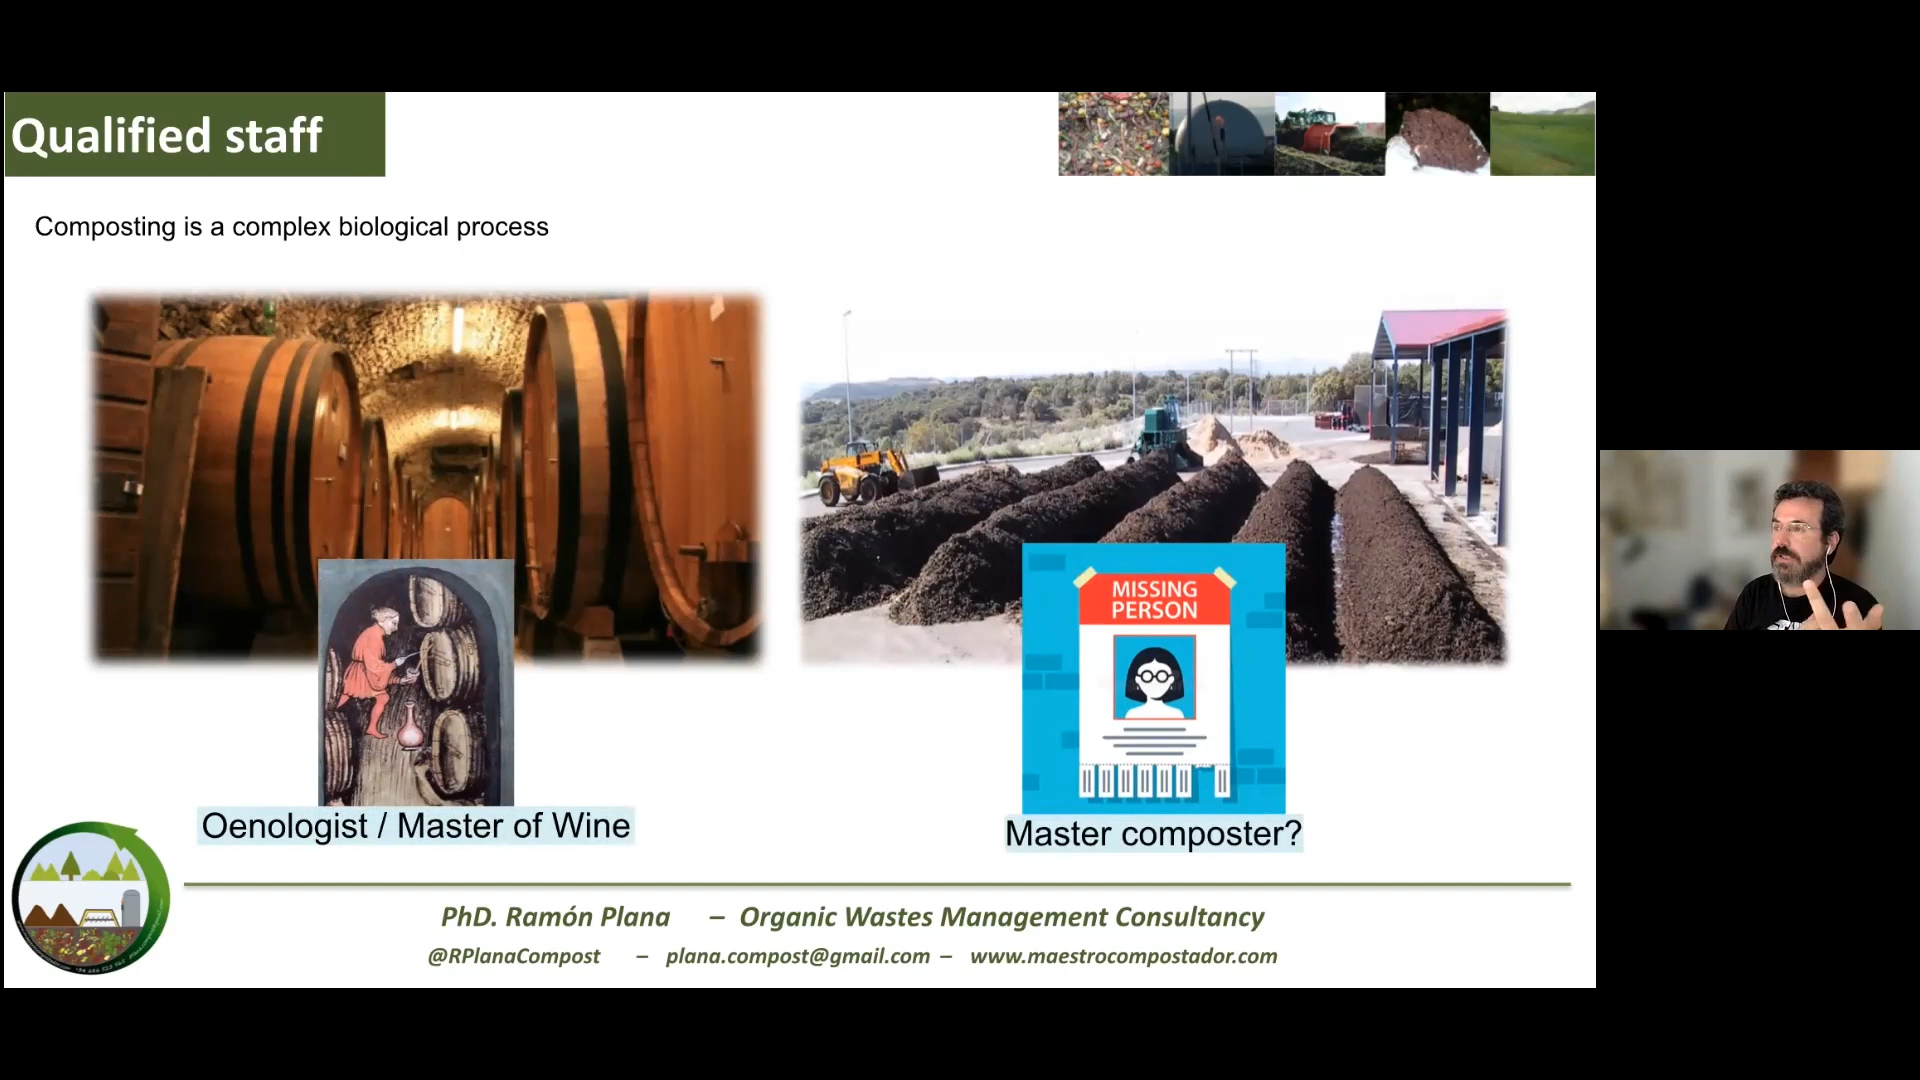 Qualified staff
Composting is a complex biological process
MISSING
PERSON
Oenologist / Master of Wine
Master composter?
PhD. Ramón Plana – Organic Wastes Management Consultancy
@RPlanaCompost – plana.compost@gmail.com – www.maestrocompostador.com